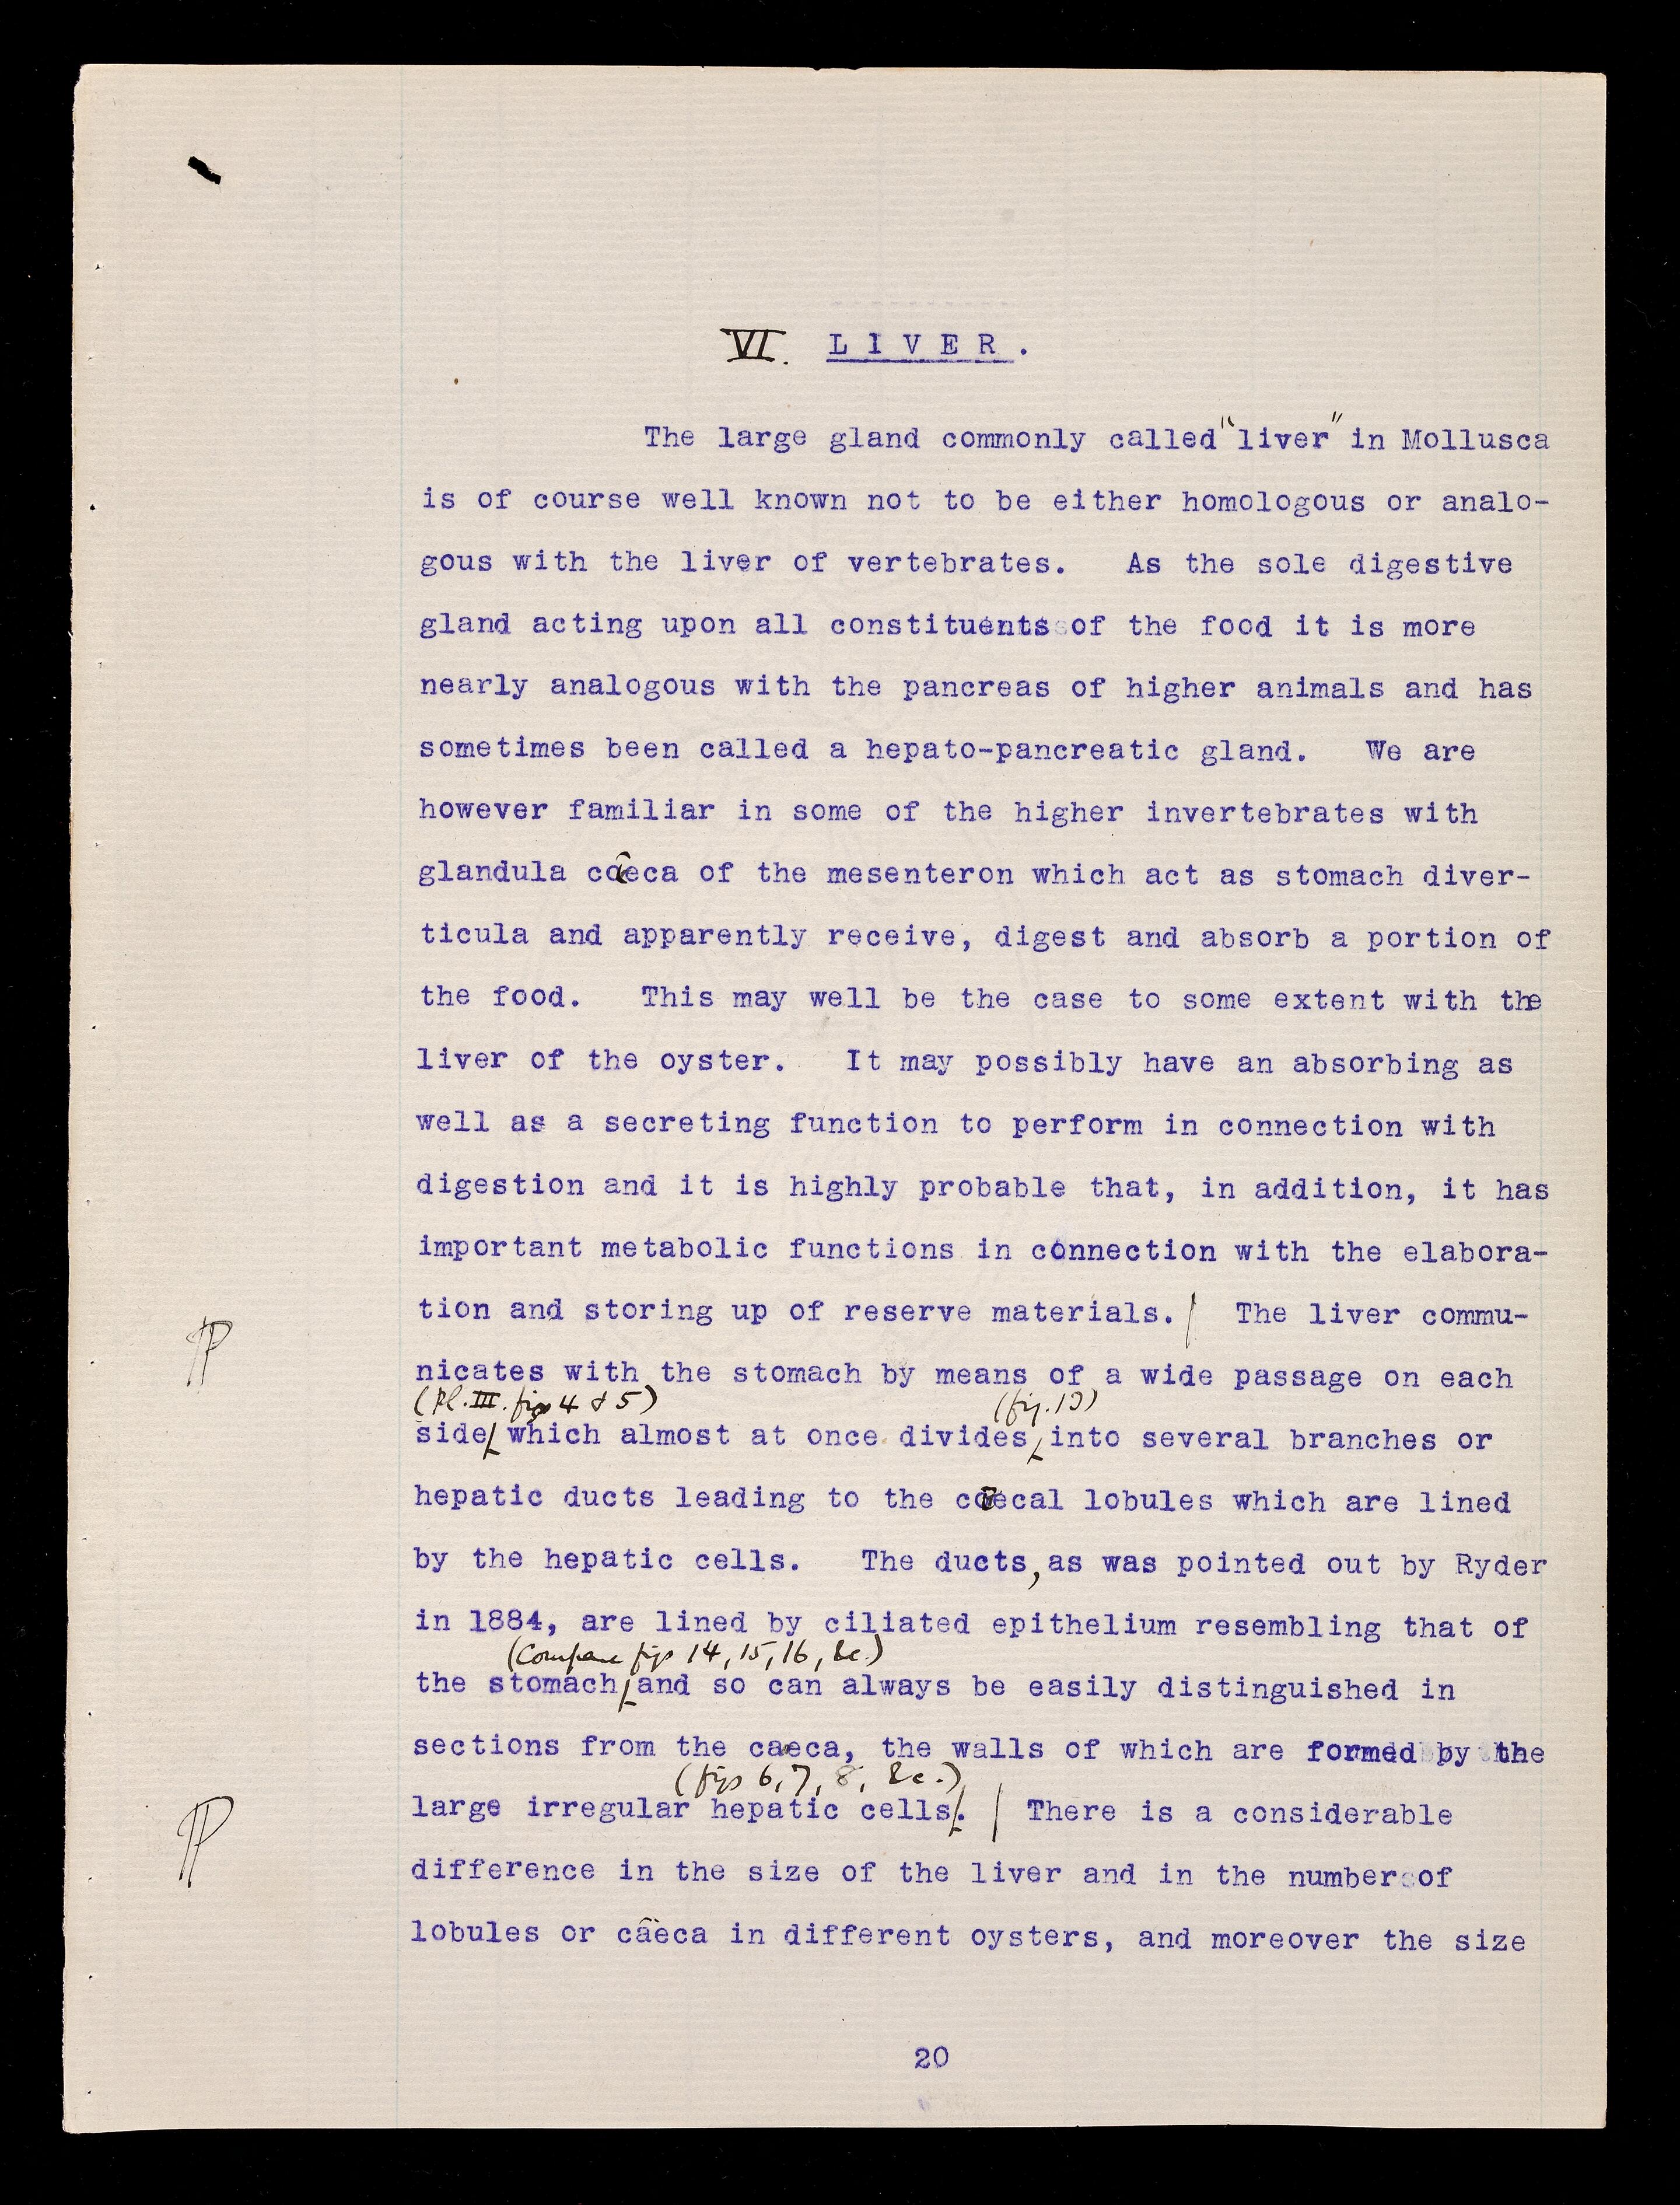 VI. LIVER.
The large gland commonly called "liver" in Mollusca
is of course well known not to be either homologous or analo-
gous with the liver of vertebrates. As the sole digestive
gland acting upon all constituents of the food it is more
nearly analogous with the pancreas of higher animals and has
sometimes been called a hepato-pancreatic gland. We are
however familiar in some of the higher invertebrates with
glandula caeca of the mesenteron which act as stomach diver-
ticula and apparently receive, digest and absorb a portion of
the food. This may well be the case to some extent with the
liver of the oyster. It may possibly have an absorbing as
well as a secreting function to perform in connection with
digestion and it is highly probable that, in addition, it has
important metabolic functions in connection with the elabora-
tion and storing up of reserve materials. / The liver commu-
¶
nicates with the stomach by means of a wide passage on each
(Pl. III. figs 4 & 5) (fig. 13)
side which almost at once divides, into several branches or
hepatic ducts leading to the caecal lobules which are lined
by the hepatic cells. The ducts, as was pointed out by Ryder
in 1884, are lined by ciliated epithelium resembling that of
(Compare figs 14, 15, 16, &c.)
the stomach, and so can always be easily distinguished in
sections from the caeca, the walls of which are formed by the
(figs 6, 7, 8, &c.)
large irregular hepatic cells. / There is a considerable
¶
difference in the size of the liver and in the number of
lobules or caeca in different oysters, and moreover the size
20